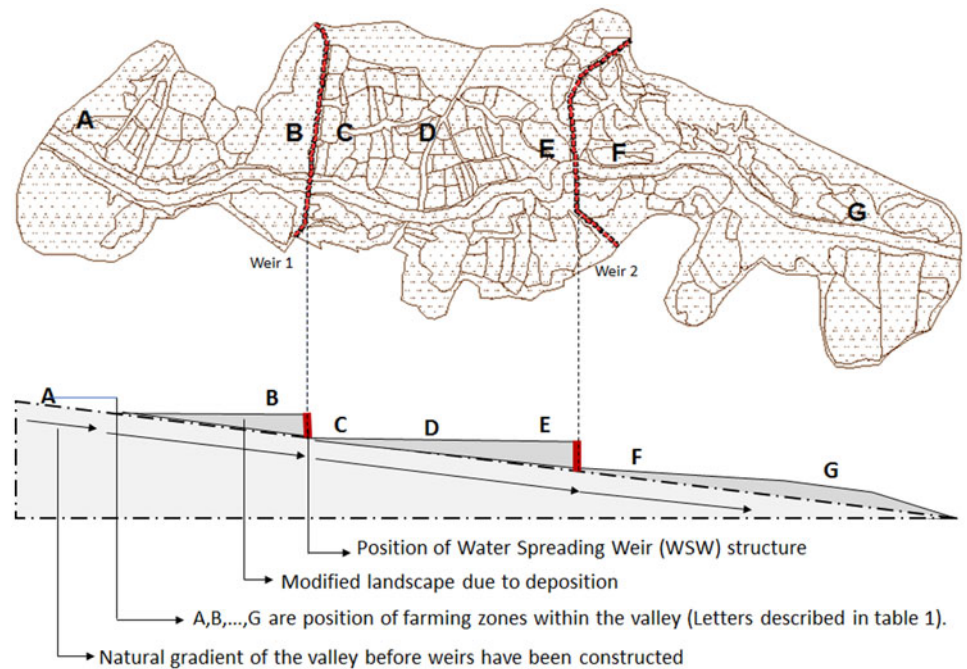 A
B
C
D
E
F
G
Weir 1
Weir 2
A
B
C
D
E
F
G
Position of Water Spreading Weir (WSW) structure
Modified landscape due to deposition
A,B,...,G are position of farming zones within the valley (Letters described in table 1).
Natural gradient of the valley before weirs have been constructed